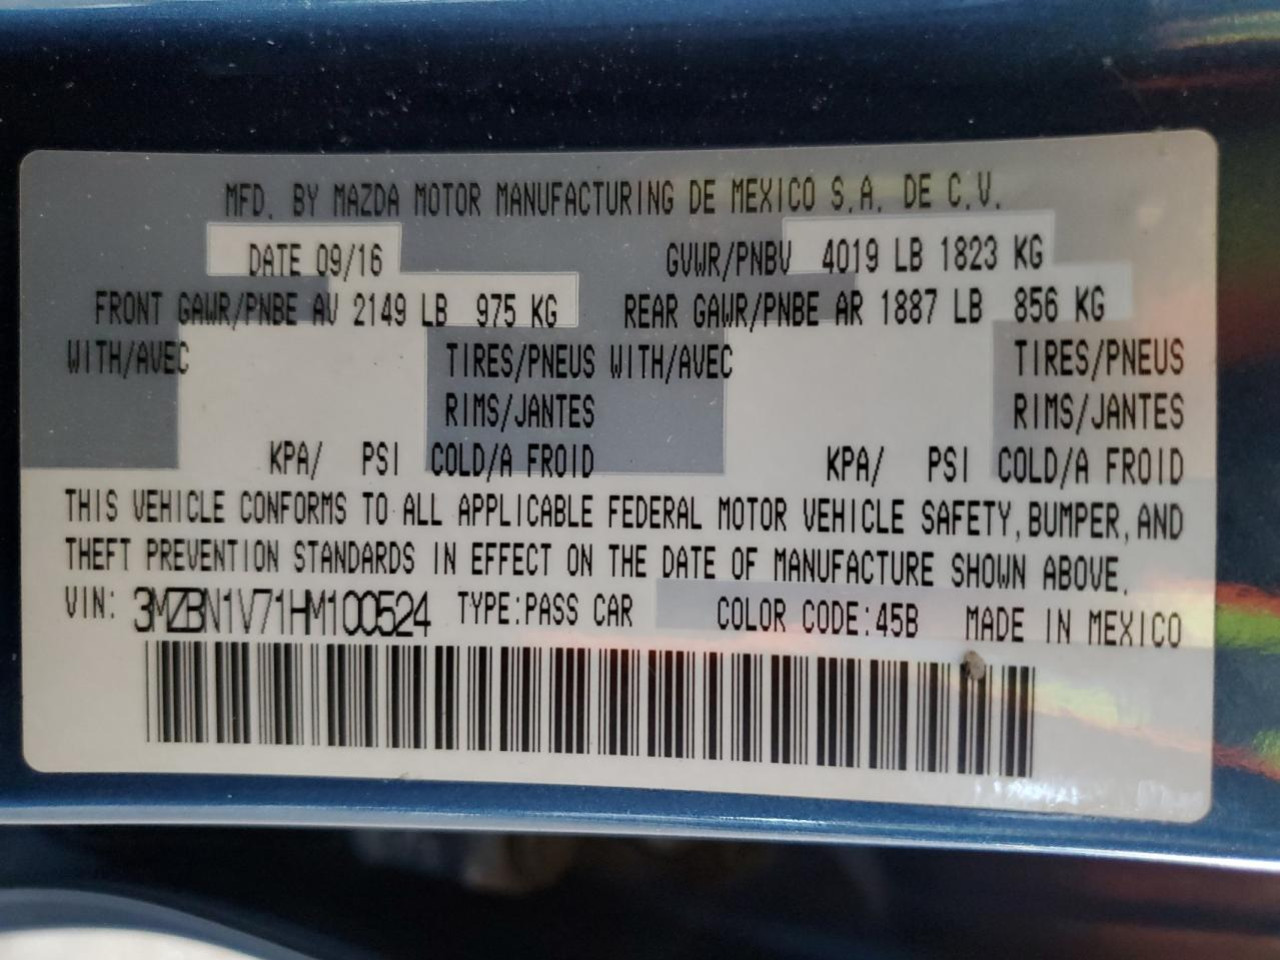 MFD. BY MAZDA MOTOR MANUFACTURING DE MEXICO S.A. DE C.V.
DATE 09/16 GVWR/PNBV 4019 LB 1823 KG
FRONT GAWR/PNBE AV 2149 LB 975 KG REAR GAWR/PNBE AR 1887 LB 856 KG
WITH/AVEC TIRES/PNEUS WITH/AVEC TIRES/PNEUS
RIMS/JANTES RIMS/JANTES
KPA/ PSI COLD/A FROID KPA/ PSI COLD/A FROID
THIS VEHICLE CONFORMS TO ALL APPLICABLE FEDERAL MOTOR VEHICLE SAFETY, BUMPER, AND
THEFT PREVENTION STANDARDS IN EFFECT ON THE DATE OF MANUFACTURE SHOWN ABOVE.
VIN: 3MZBN1V71HM100524 TYPE:PASS CAR COLOR CODE:45B MADE IN MEXICO